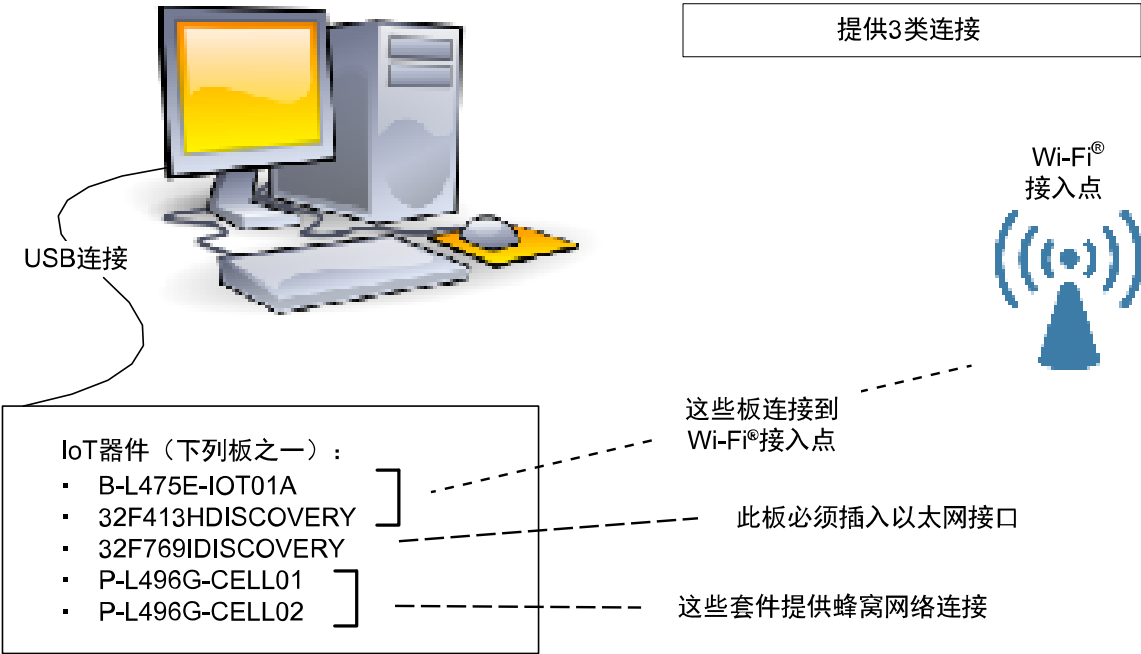 提供3类连接
Wi-Fi®
接入点
USB连接
这些板连接到
Wi-Fi®接入点
IoT器件（下列板之一）:
· B-L475E-IOT01A
· 32F413HDISCOVERY
· 32F769IDISCOVERY
· P-L496G-CELL01
· P-L496G-CELL02
此板必须插入以太网接口
这些套件提供蜂窝网络连接